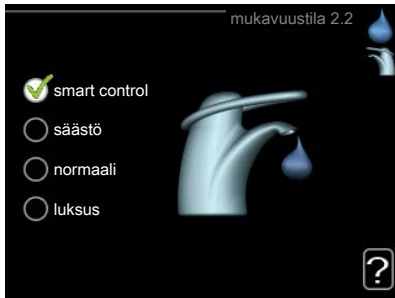 mukavuustila 2.2
smart control
säästö
normaali
luksus
?